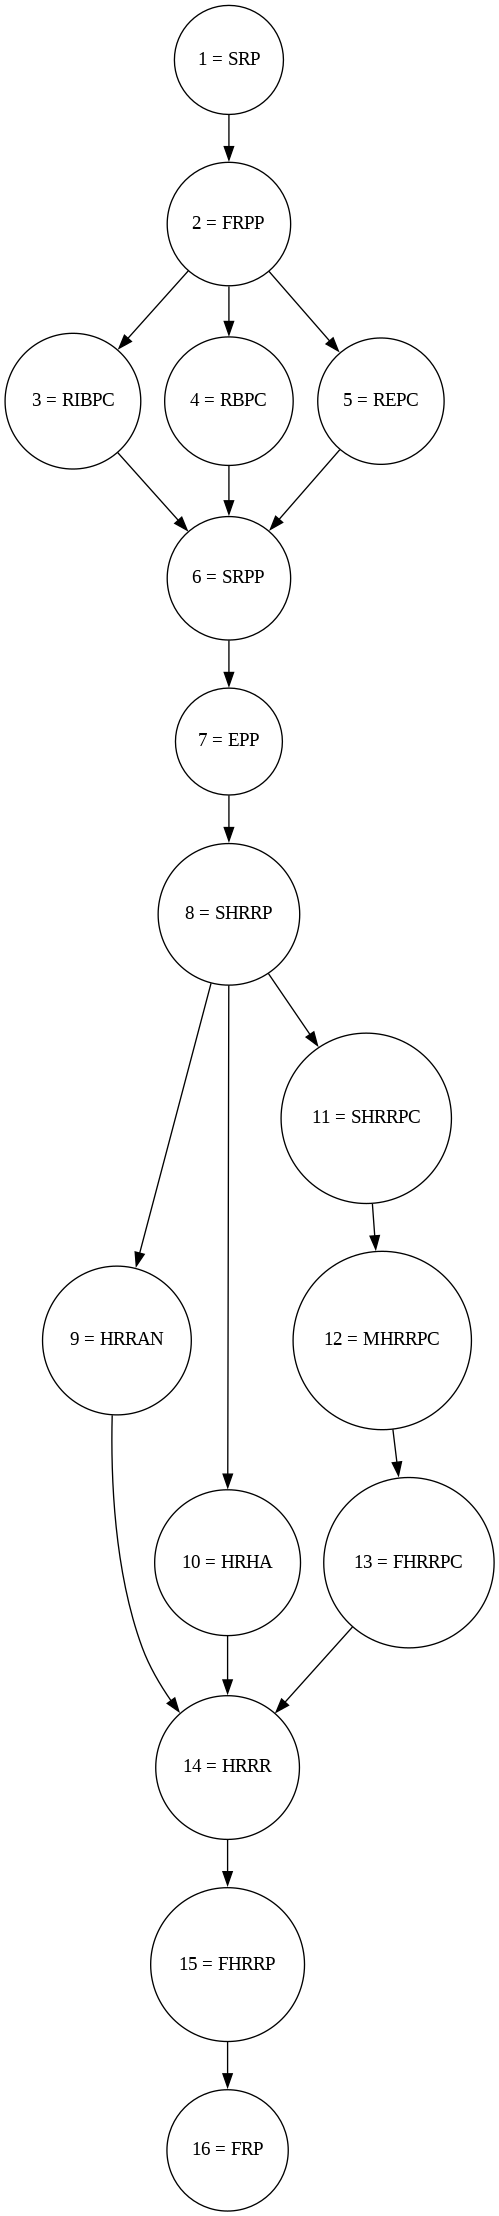 1 = SRP
2 = FRPP
3 = RIBPC
4 = RBPC
5 = REPC
6 = SRPP
7 = EPP
8 = SHRRP
11 = SHRRPC
9 = HRRAN
12 = MHRRPC
10 = HRHA
13 = FHRRPC
14 = HRRR
15 = FHRRP
16 = FRP